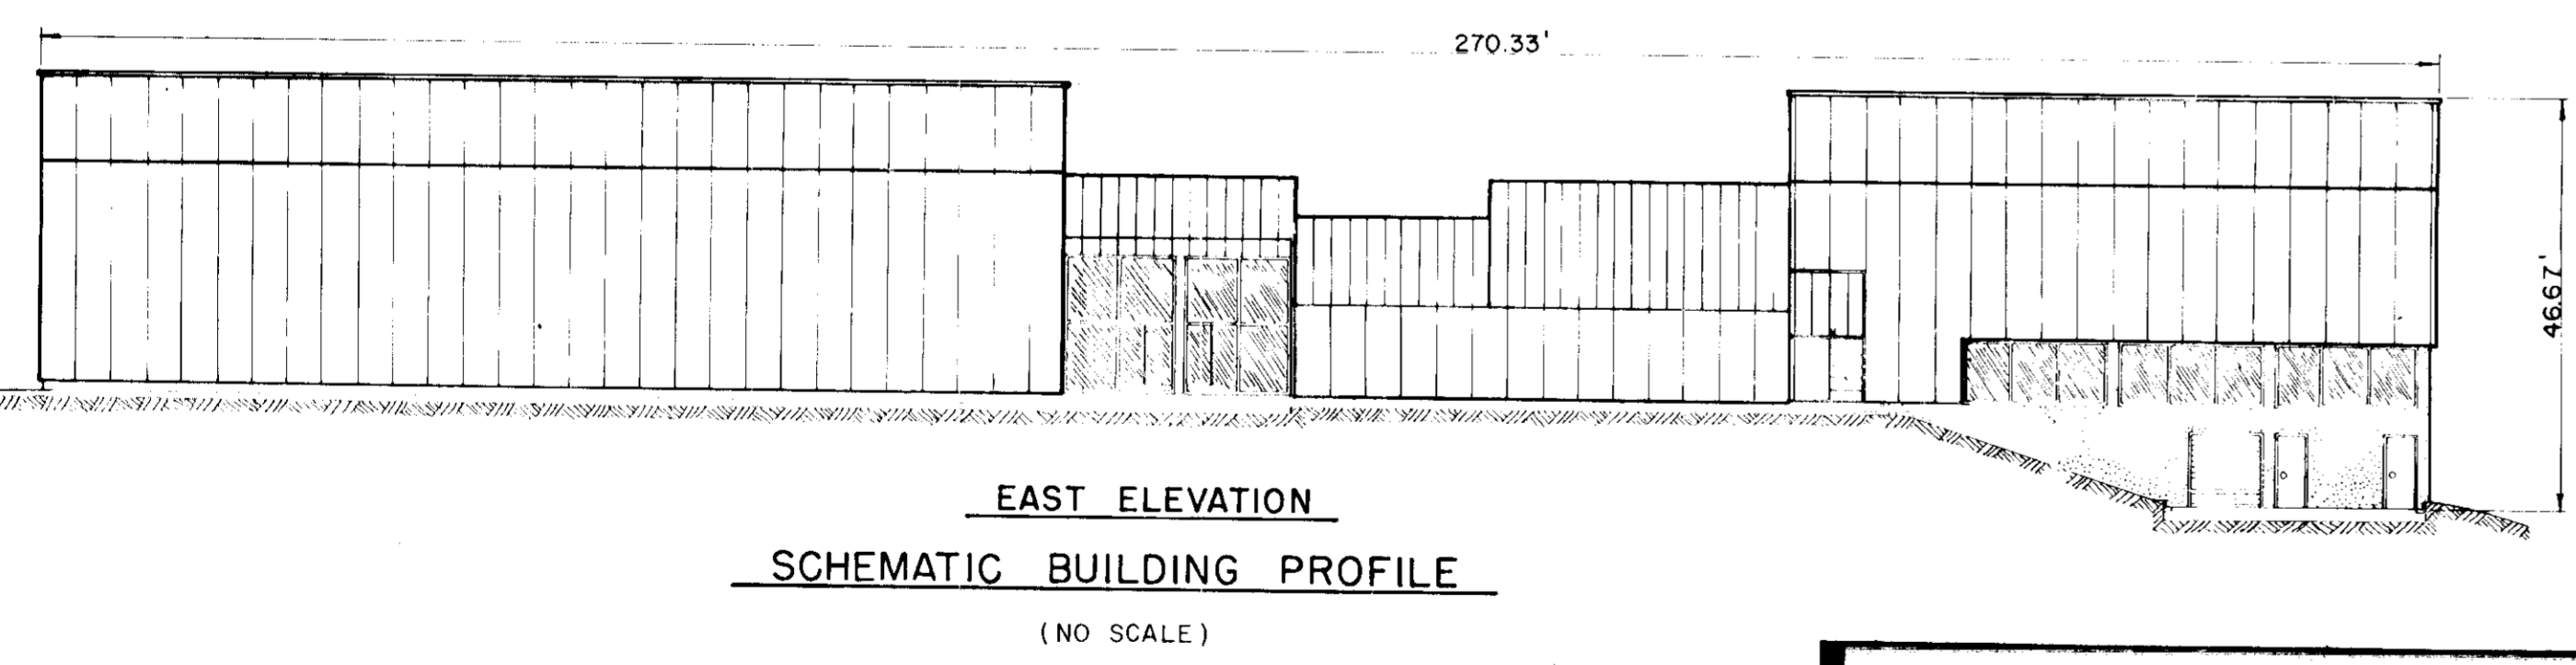 270.33'
46.67'
EAST ELEVATION
SCHEMATIC BUILDING PROFILE
(NO SCALE)